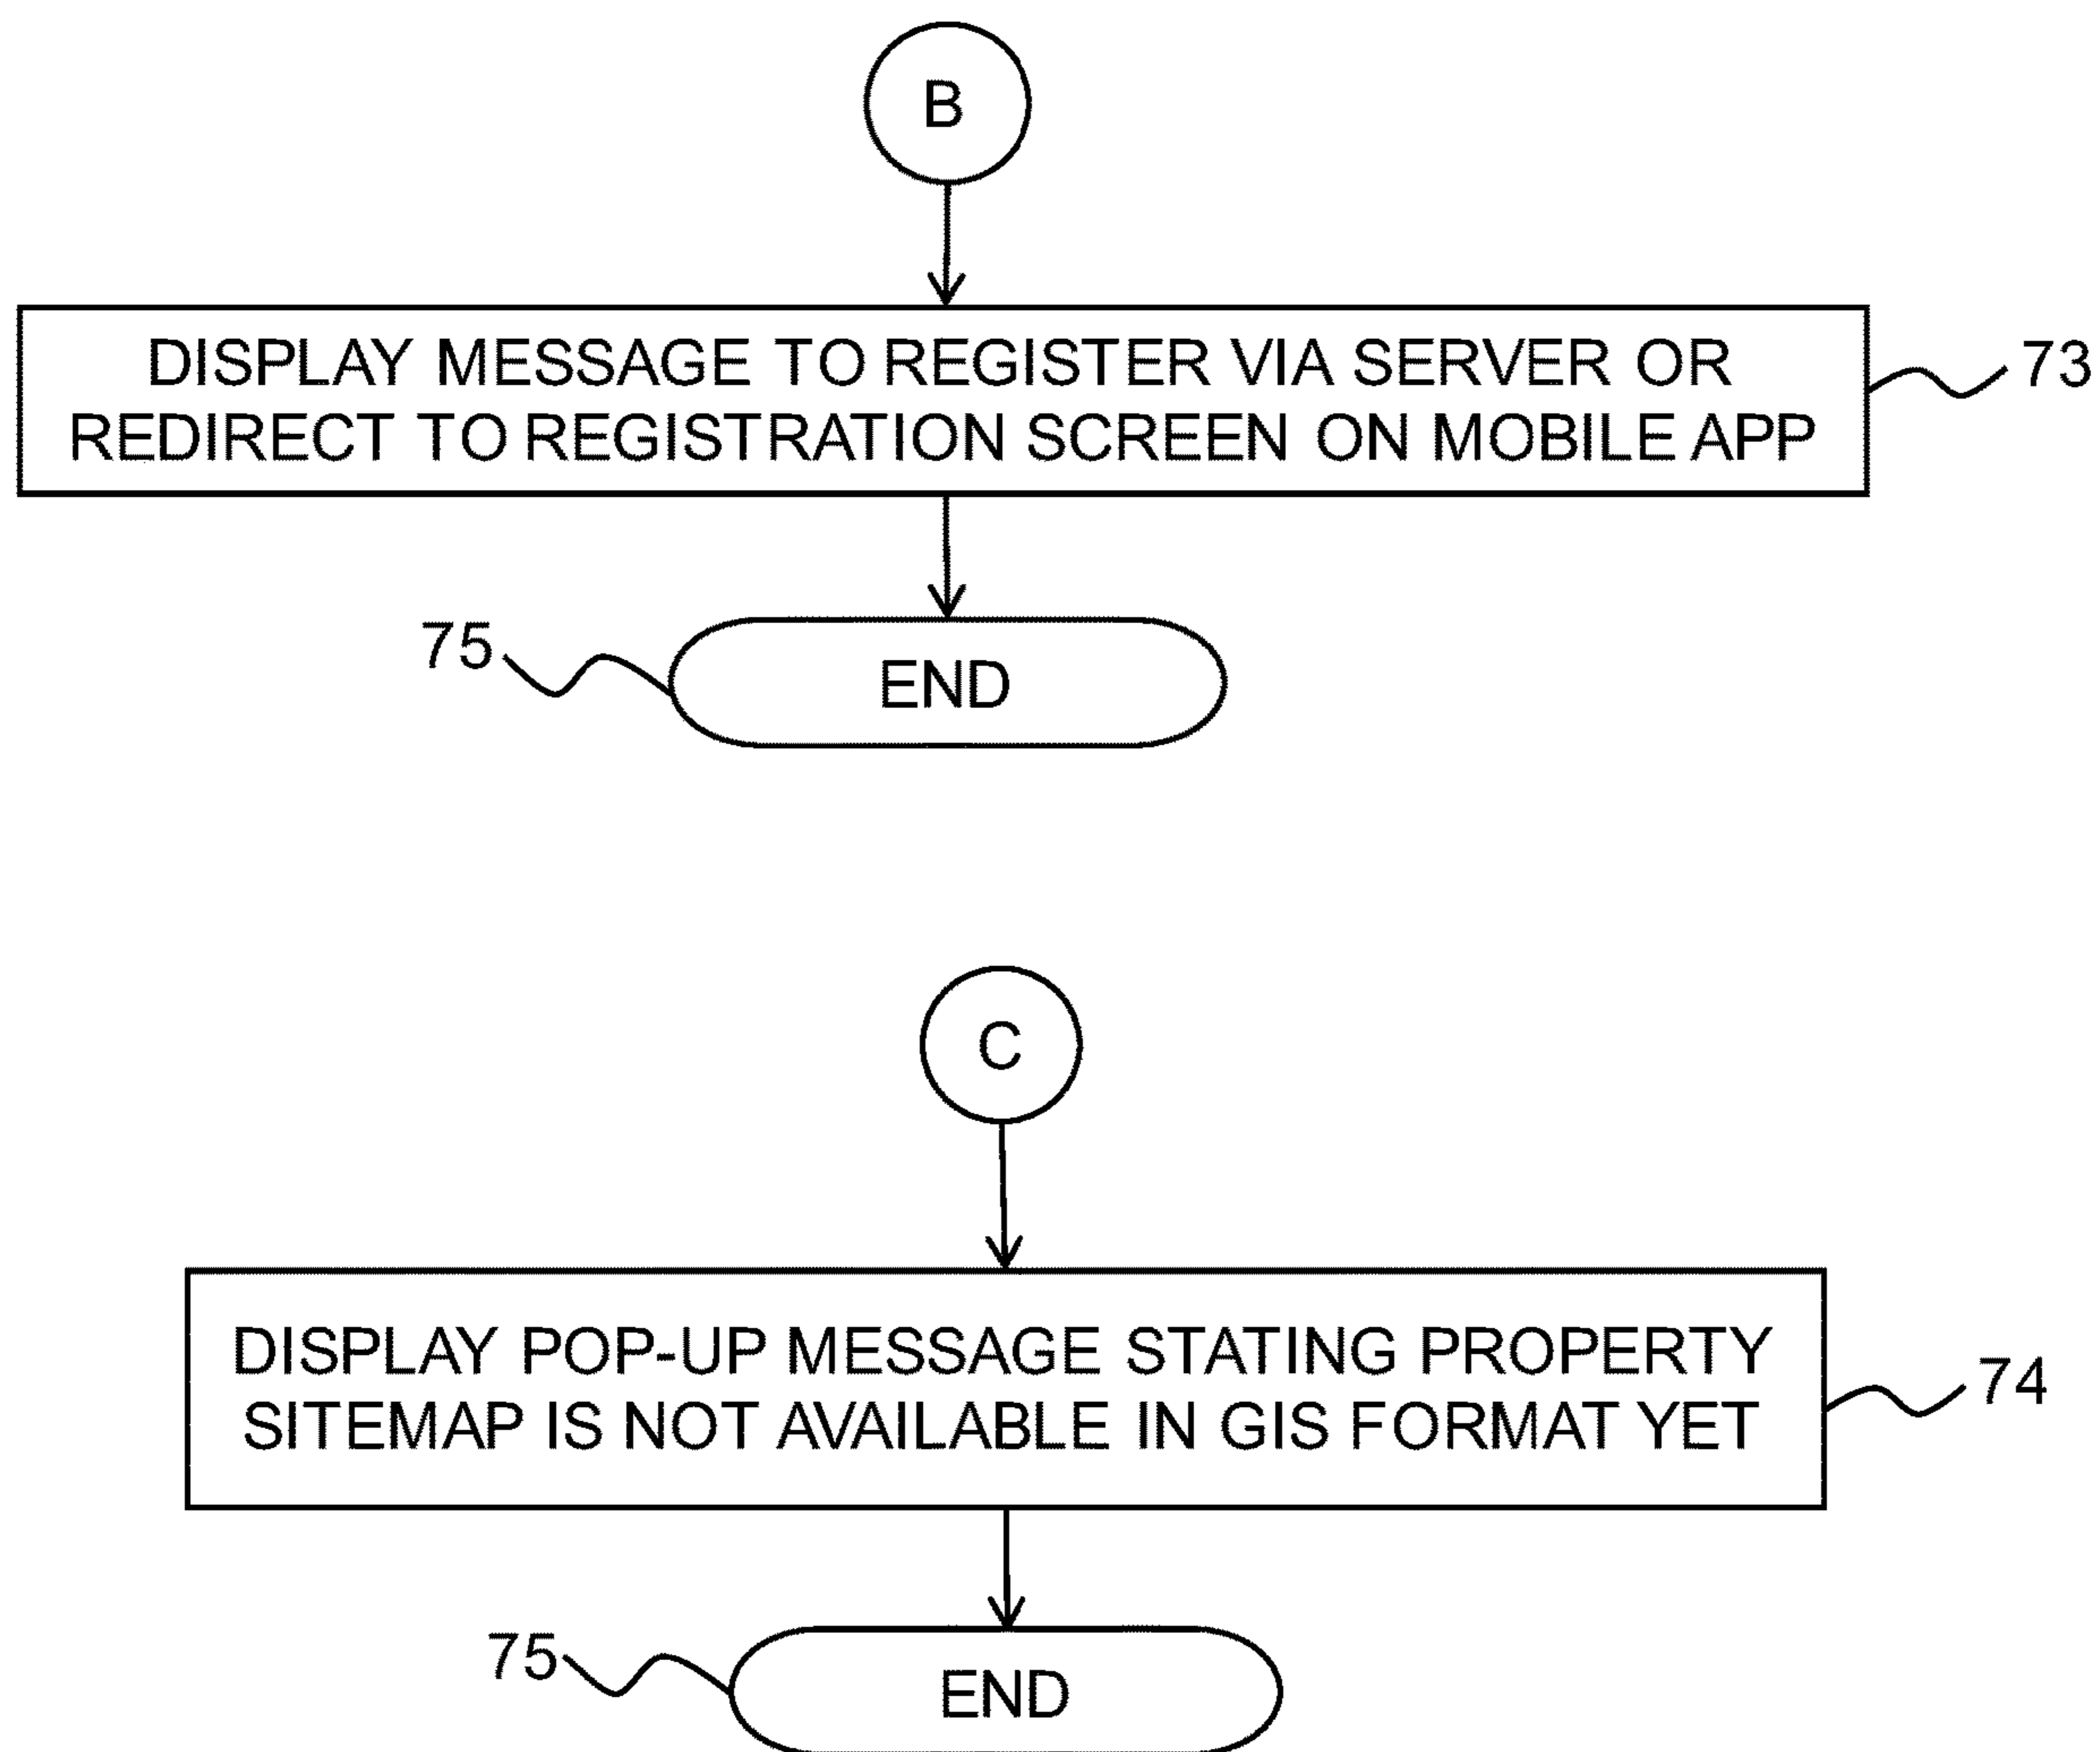 B
DISPLAY MESSAGE TO REGISTER VIA SERVER OR
REDIRECT TO REGISTRATION SCREEN ON MOBILE APP
73
75
END
C
DISPLAY POP-UP MESSAGE STATING PROPERTY
SITEMAP IS NOT AVAILABLE IN GIS FORMAT YET
74
75
END